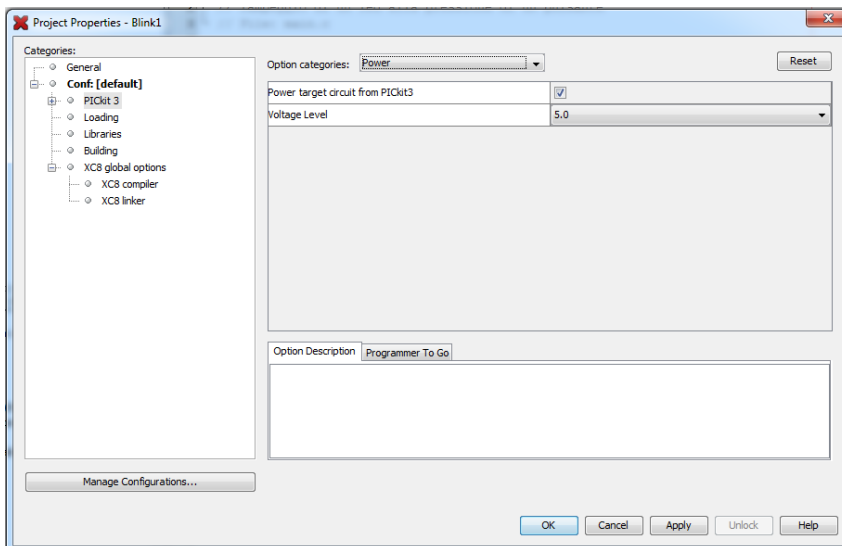 Project Properties - Blink1
Categories:
General
Conf: [default]
PICkit 3
Loading
Libraries
Building
XC8 global options
XC8 compiler
XC8 linker
Manage Configurations...
Option categories: Power Reset
Power target circuit from PICkit3
Voltage Level 5.0
Option Description Programmer To Go
OK Cancel Apply Unlock Help